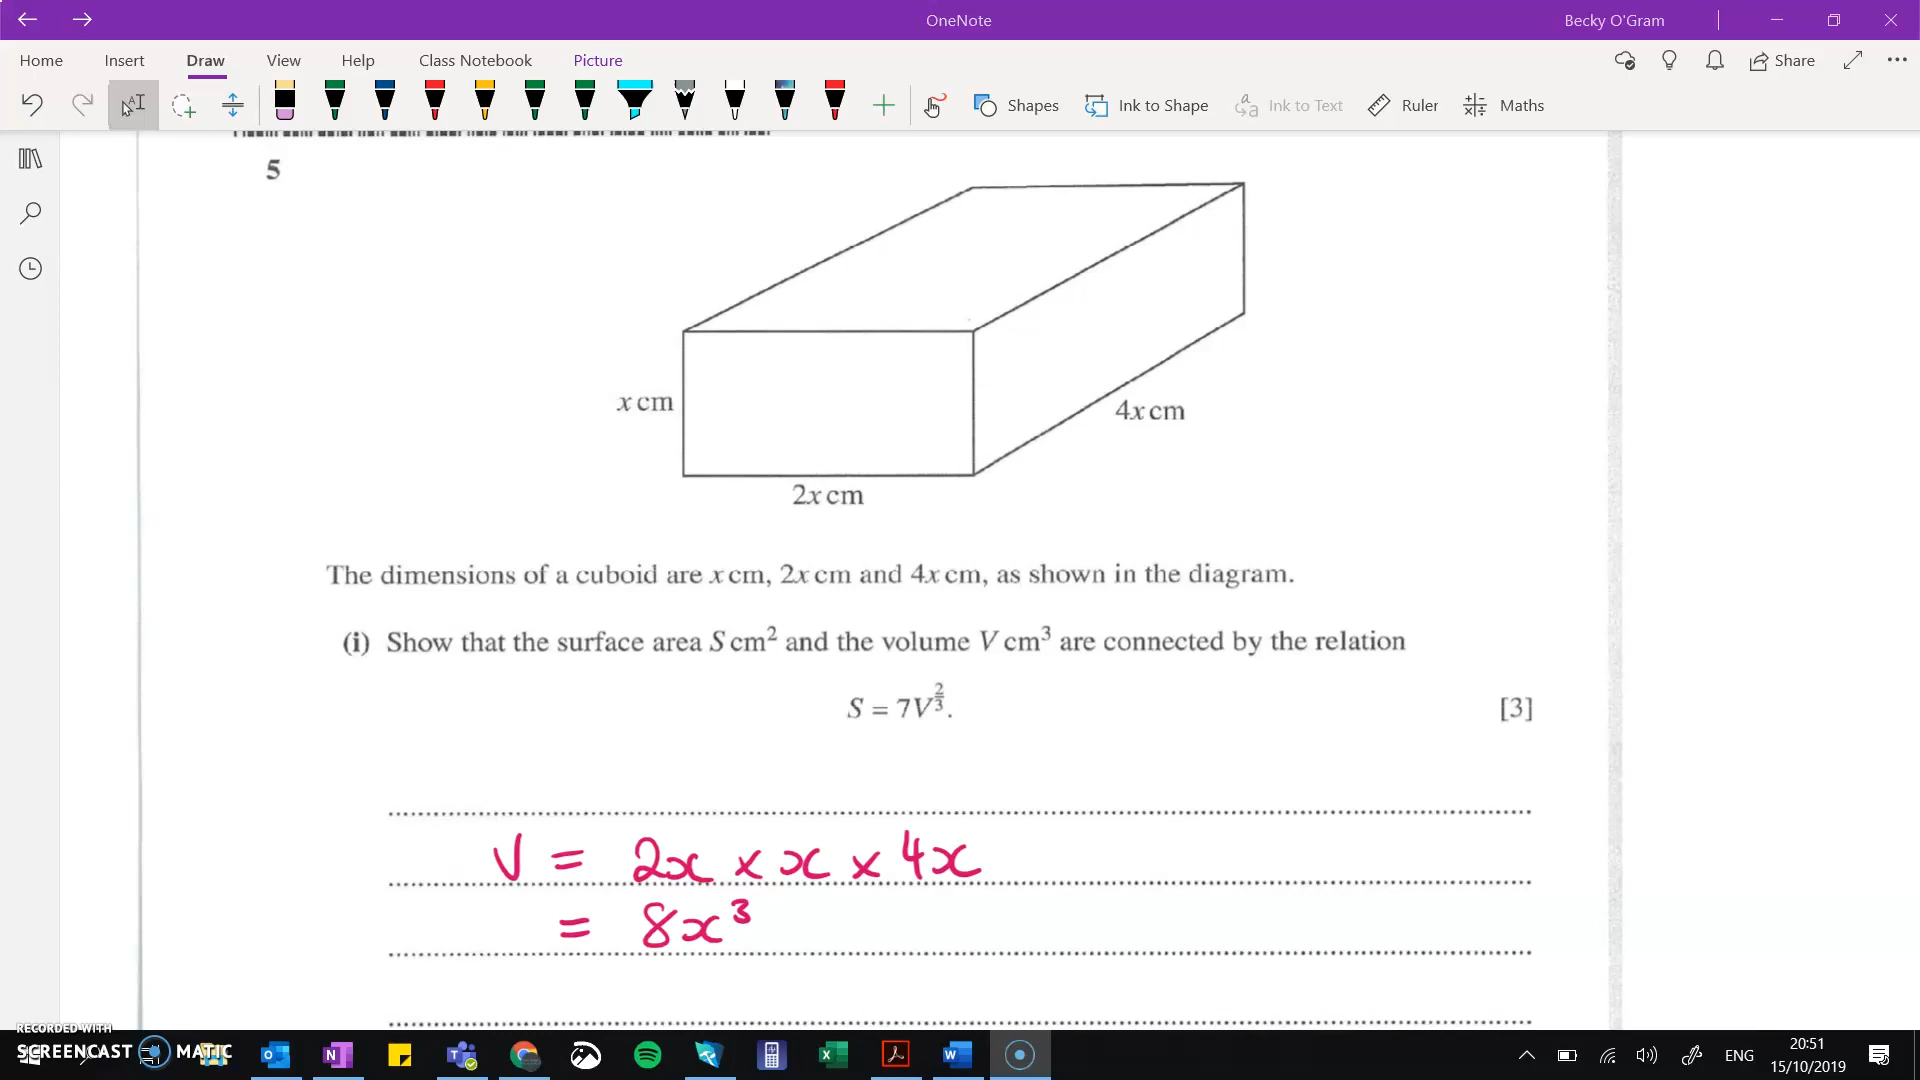 OneNote
Becky O'Gram
Home Insert Draw View Help Class Notebook Picture
Share
Shapes Ink to Shape Ink to Text Ruler Maths
5
x cm
4x cm
2x cm
The dimensions of a cuboid are x cm, 2x cm and 4x cm, as shown in the diagram.
(i) Show that the surface area S cm² and the volume V cm³ are connected by the relation
S = 7V^(2/3). [3]
V = 2x × x × 4x
= 8x³
RECORDED WITH
SCREENCAST MATIC
ENG
20:51
15/10/2019